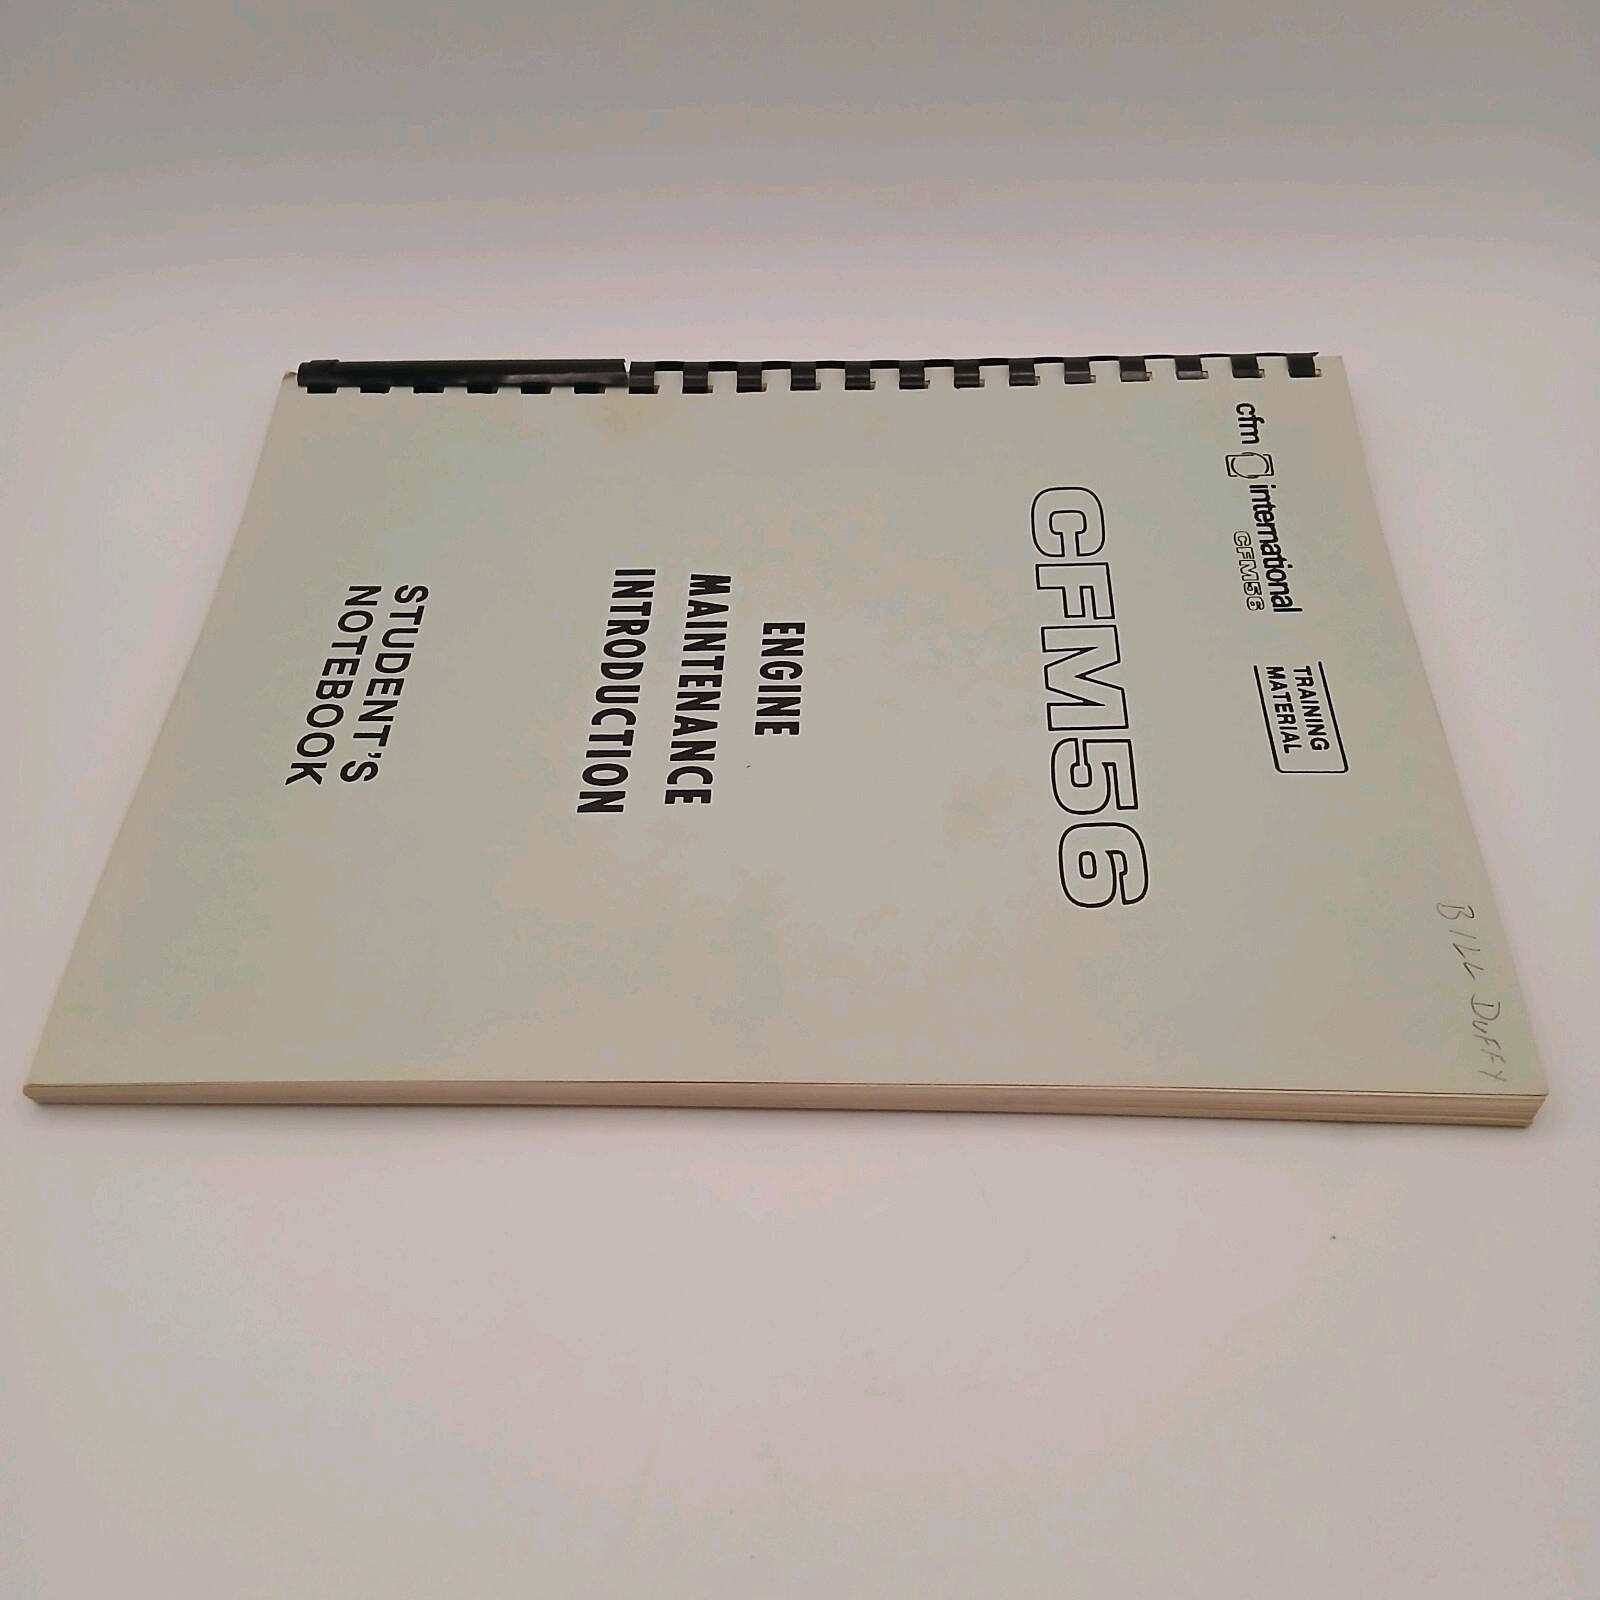 cfm international
CFM56
TRAINING
MATERIAL
BILL DUFFY
CFM56
ENGINE
MAINTENANCE
INTRODUCTION
STUDENT'S
NOTEBOOK